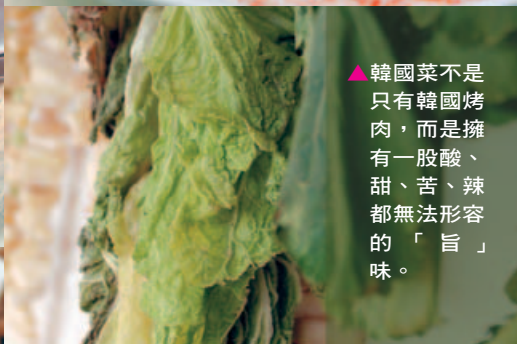 ▲韓國菜不是
只有韓國烤
肉，而是擁
有一股酸、
甜、苦、辣
都無法形容
的「旨」
味。